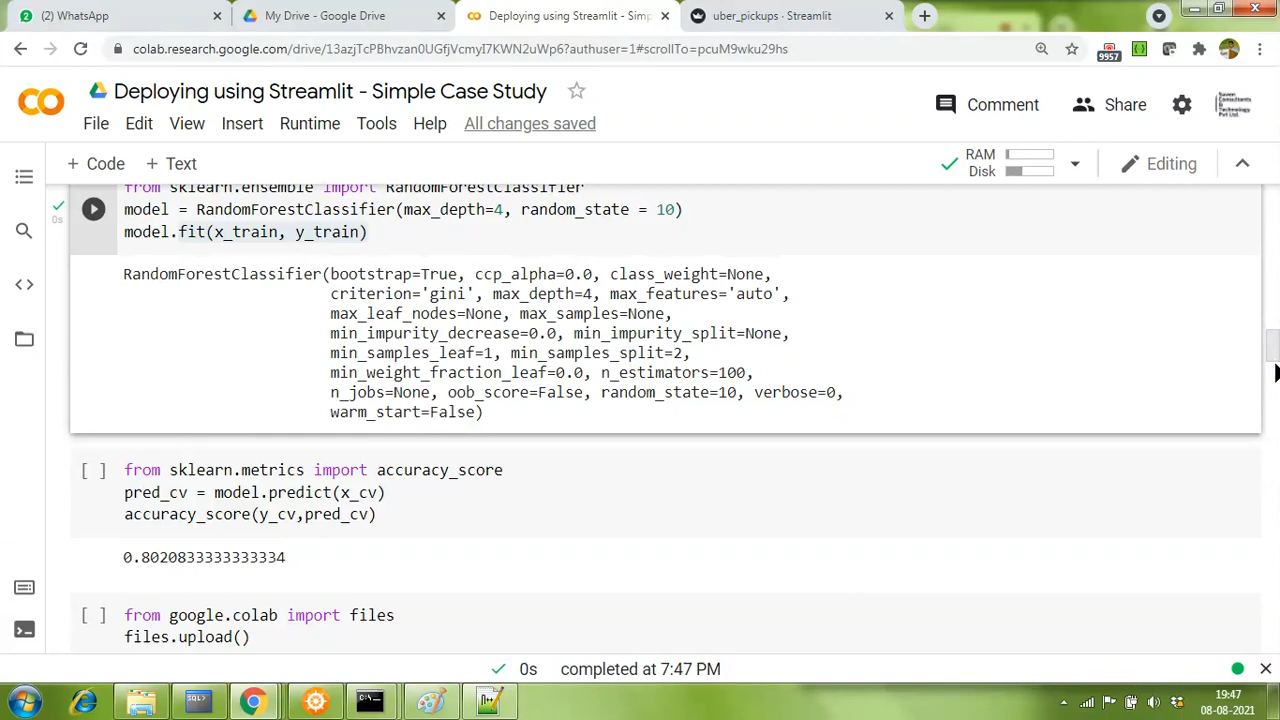 (2) WhatsApp
My Drive - Google Drive
Deploying using Streamlit - Simp
uber_pickups · Streamlit
colab.research.google.com/drive/13azjTcPBhvzan0UGfjVcmyI7KWN2uWp6?authuser=1#scrollTo=pcuM9wku29hs
9957
Deploying using Streamlit - Simple Case Study
Comment
Share
File Edit View Insert Runtime Tools Help All changes saved
+ Code + Text
RAM
Disk
Editing
from sklearn.ensemble import RandomForestClassifier
model = RandomForestClassifier(max_depth=4, random_state = 10)
model.fit(x_train, y_train)
0s
RandomForestClassifier(bootstrap=True, ccp_alpha=0.0, class_weight=None,
criterion='gini', max_depth=4, max_features='auto',
max_leaf_nodes=None, max_samples=None,
min_impurity_decrease=0.0, min_impurity_split=None,
min_samples_leaf=1, min_samples_split=2,
min_weight_fraction_leaf=0.0, n_estimators=100,
n_jobs=None, oob_score=False, random_state=10, verbose=0,
warm_start=False)
[ ] from sklearn.metrics import accuracy_score
pred_cv = model.predict(x_cv)
accuracy_score(y_cv,pred_cv)
0.8020833333333334
[ ] from google.colab import files
files.upload()
0s completed at 7:47 PM
19:47
08-08-2021